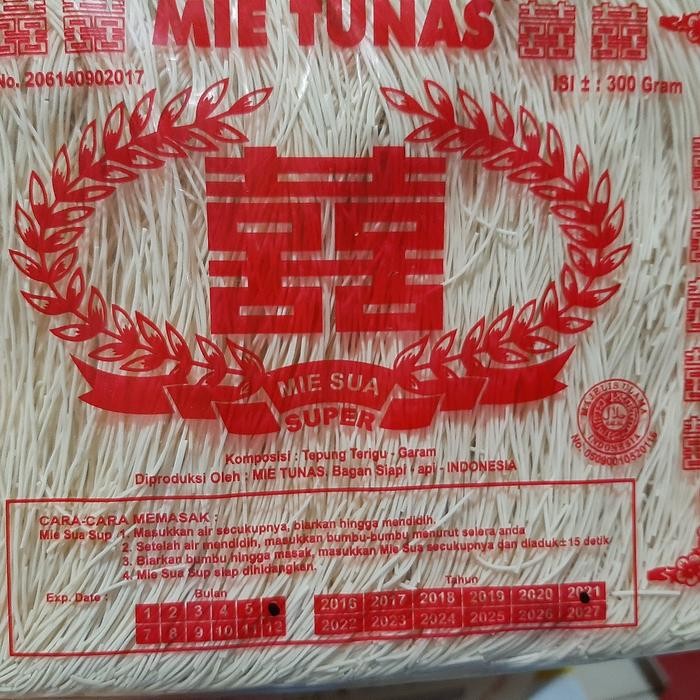 囍 囍 MIE TUNAS 囍 囍
No. 206140902017
ISI ± : 300 Gram
囍
MIE SUA
SUPER
MAJELIS ULAMA
INDONESIA
Komposisi : Tepung Terigu - Garam
Diproduksi Oleh : MIE TUNAS. Bagan Siapi - api - INDONESIA
CARA-CARA MEMASAK :
Mie Sua Sup 1. Masukkan air secukupnya, biarkan hingga mendidih.
2. Setelah air mendidih, masukkan bumbu-bumbu menurut selera anda
3. Biarkan bumbu hingga masak, masukkan Mie Sua secukupnya dan diaduk±15 detik
4. Mie Sua Sup siap dihidangkan.
Exp. Date : Bulan Tahun
1 2 3 4 5 2016 2017 2018 2019 2020 2021
7 8 9 10 11 12 2022 2023 2024 2025 2026 2027